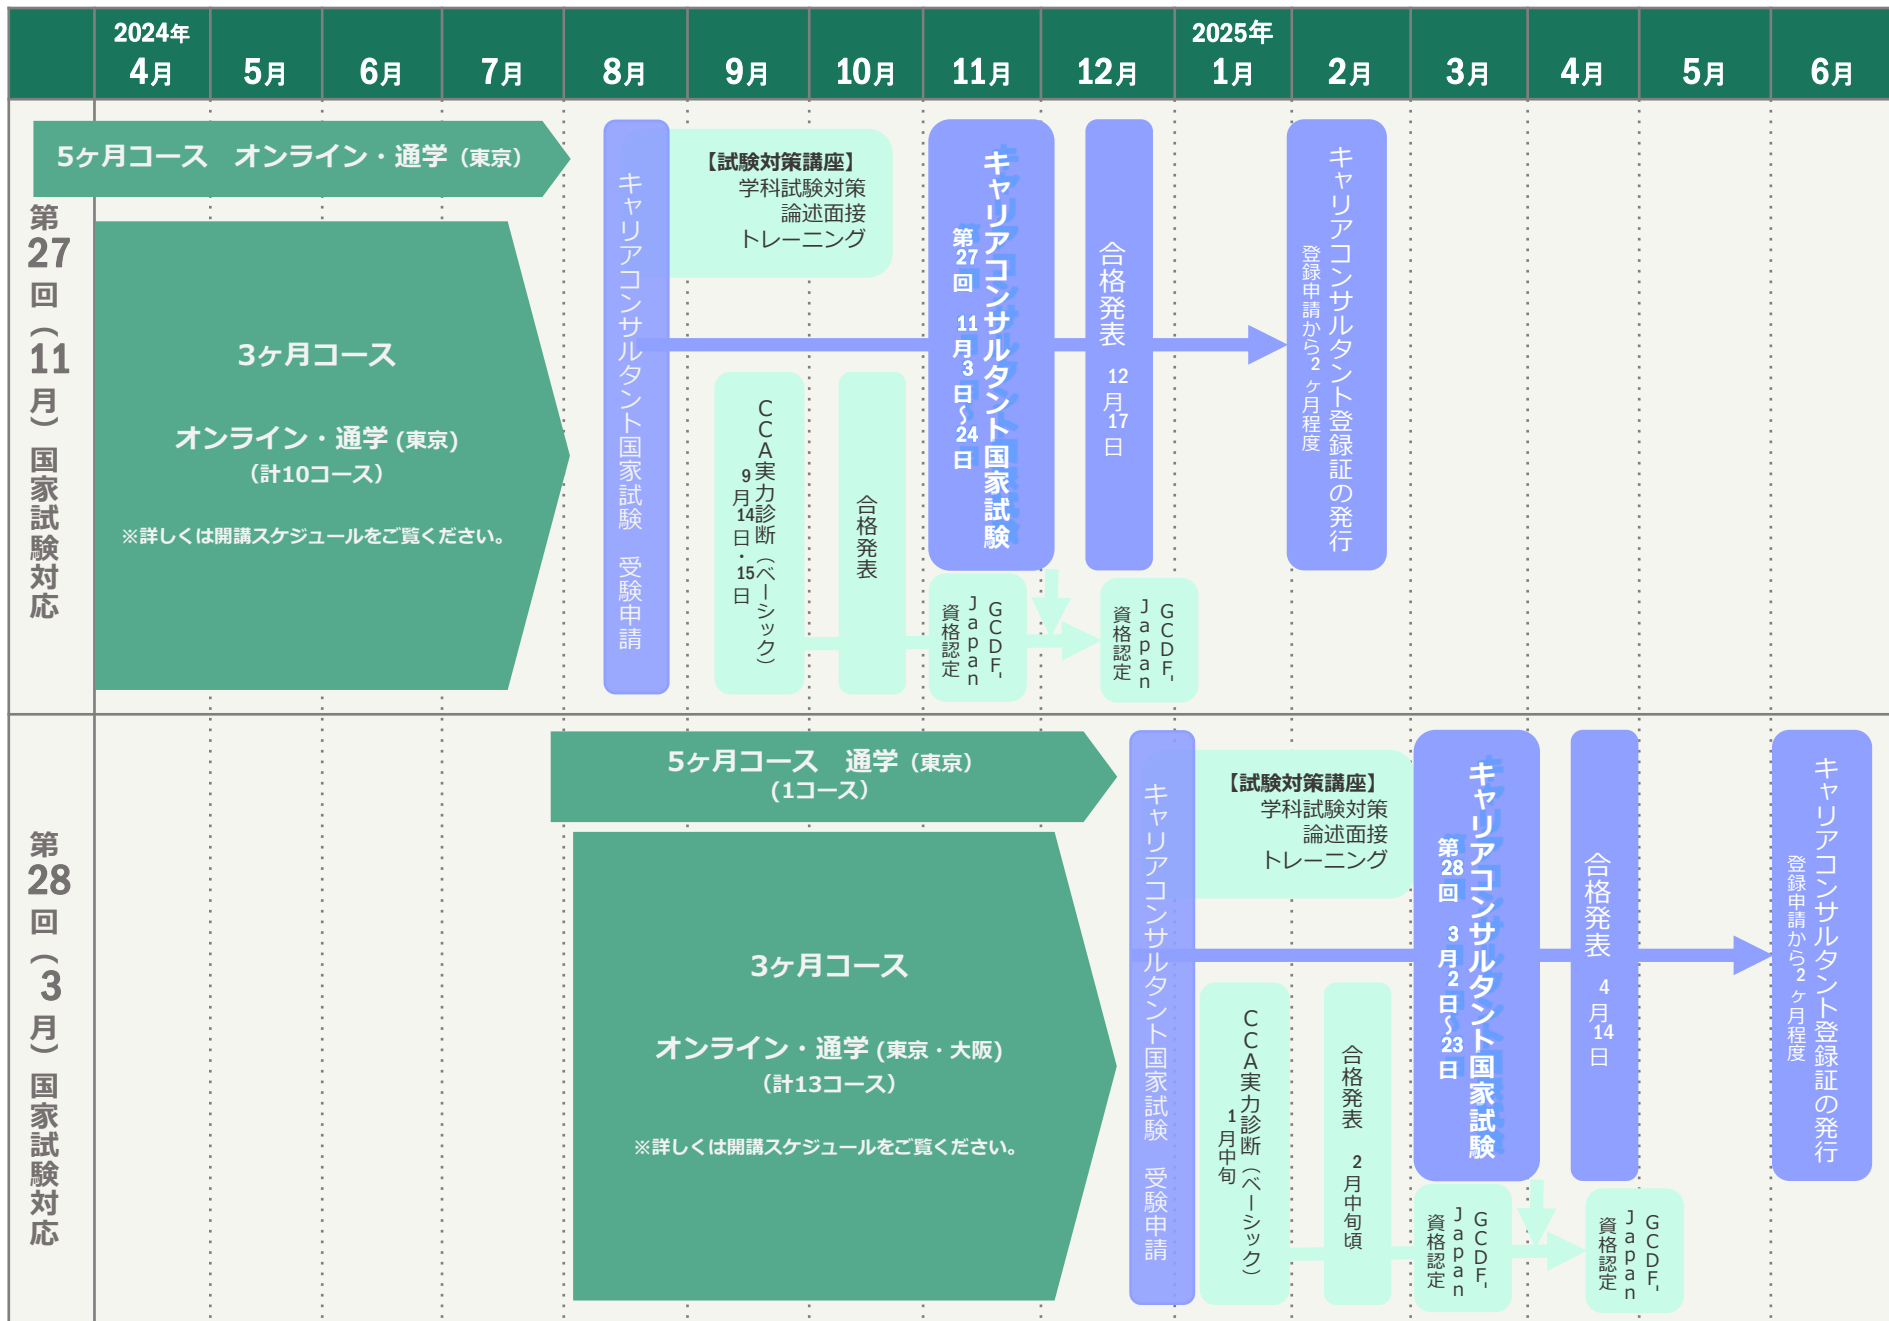 2024年
4月
5月
6月
7月
8月
9月
10月
11月
12月
2025年
1月
2月
3月
4月
5月
6月
第27回（11月）国家試験対応
5ヶ月コース　オンライン・通学（東京）
3ヶ月コース
オンライン・通学 (東京)
（計10コース）
※詳しくは開講スケジュールをご覧ください。
キャリアコンサルタント国家試験　受験申請
【試験対策講座】
学科試験対策
論述面接
トレーニング
CCA実力診断（ベーシック）
9月14日・15日
合格発表
キャリアコンサルタント国家試験
第27回　11月3日～24日
GCDF-
Japan
資格認定
合格発表　12月17日
GCDF-
Japan
資格認定
キャリアコンサルタント登録証の発行
登録申請から2ヶ月程度
第28回（3月）国家試験対応
5ヶ月コース　通学（東京）
(1コース）
3ヶ月コース
オンライン・通学 (東京・大阪)
（計13コース）
※詳しくは開講スケジュールをご覧ください。
キャリアコンサルタント国家試験　受験申請
【試験対策講座】
学科試験対策
論述面接
トレーニング
CCA実力診断（ベーシック）
1月中旬
合格発表　2月中旬頃
キャリアコンサルタント国家試験
第28回　3月2日～23日
GCDF-
Japan
資格認定
合格発表　4月14日
GCDF-
Japan
資格認定
キャリアコンサルタント登録証の発行
登録申請から2ヶ月程度